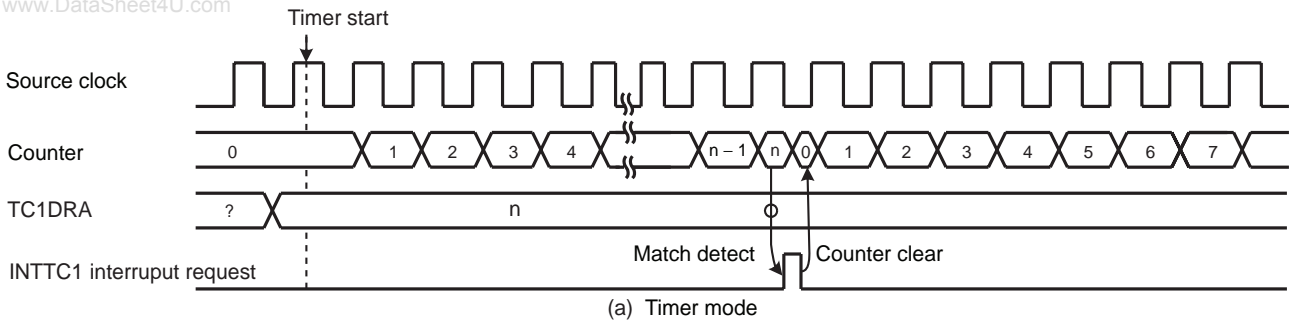 www.DataSheet4U.com
Timer start
Source clock
Counter 0 1 2 3 4 n – 1 n 0 1 2 3 4 5 6 7
TC1DRA ? n
Match detect Counter clear
INTTC1 interruput request
(a) Timer mode